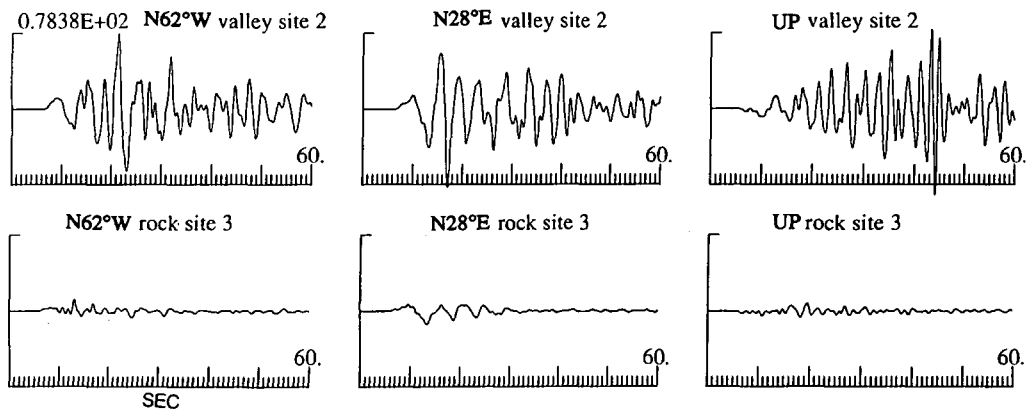 0.7838E+02 N62°W valley site 2
N28°E valley site 2
UP valley site 2
60.
60.
60.
N62°W rock site 3
N28°E rock site 3
UP rock site 3
60.
60.
60.
SEC